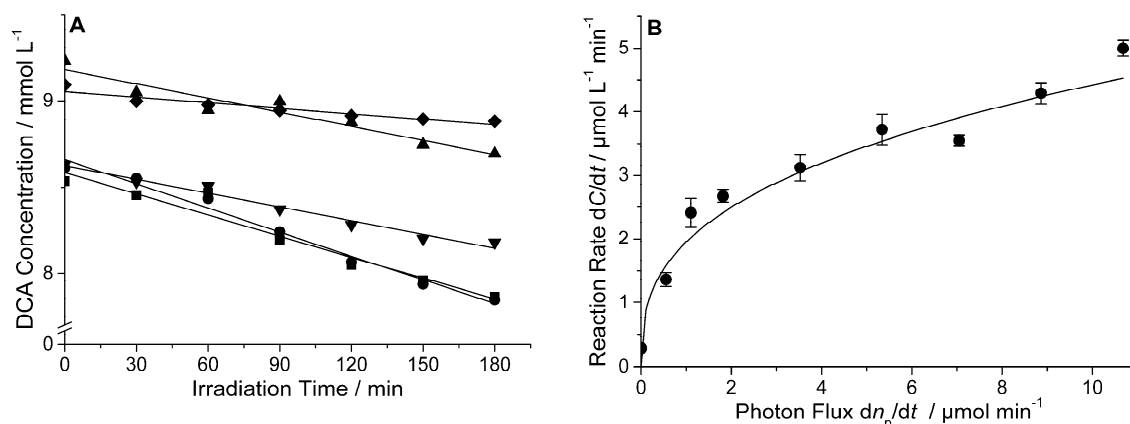 A
DCA Concentration / mmol L⁻¹
9
8
0
0 30 60 90 120 150 180
Irradiation Time / min
B
Reaction Rate dC/dt / µmol L⁻¹ min⁻¹
5
4
3
2
1
0
0 2 4 6 8 10
Photon Flux dnₚ/dt / µmol min⁻¹